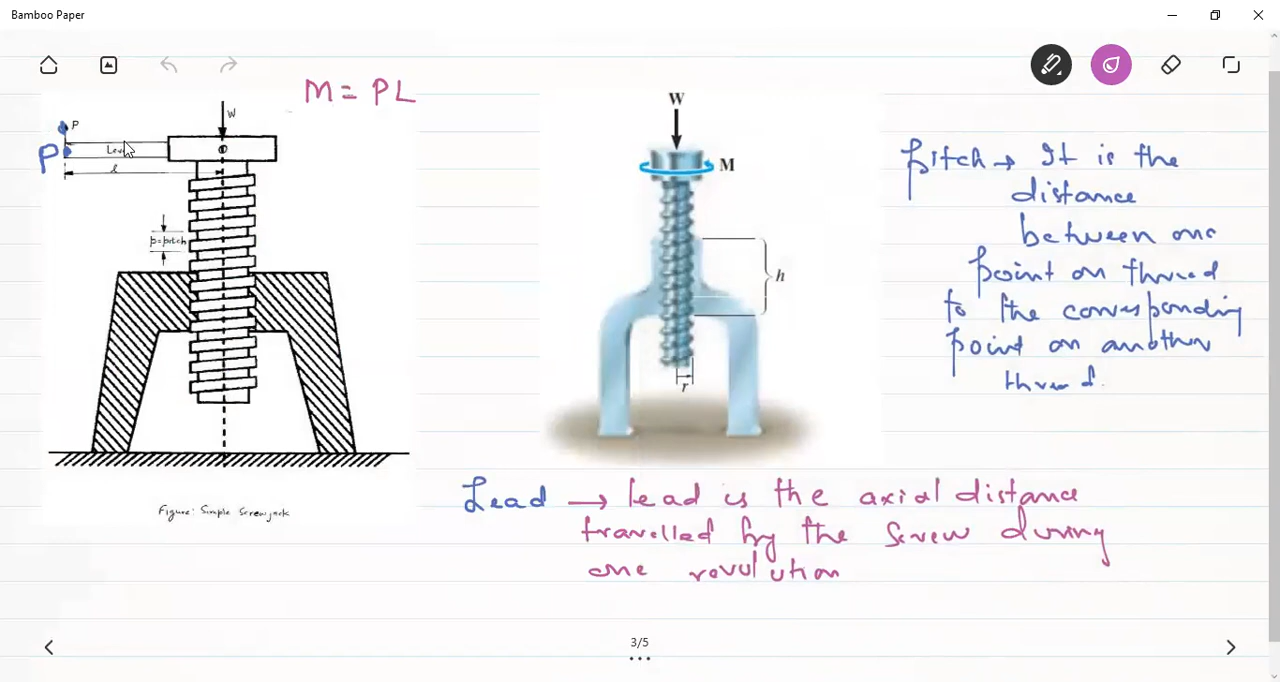 Bamboo Paper
M = PL
W
P
P
l
p=pitch
Figure: Simple Screwjack
W
M
h
r
Pitch → It is the
distance
between one
point on thread
to the corresponding
point on another
thread.
Lead → Lead is the axial distance
travelled by the screw during
one revolution
3/5